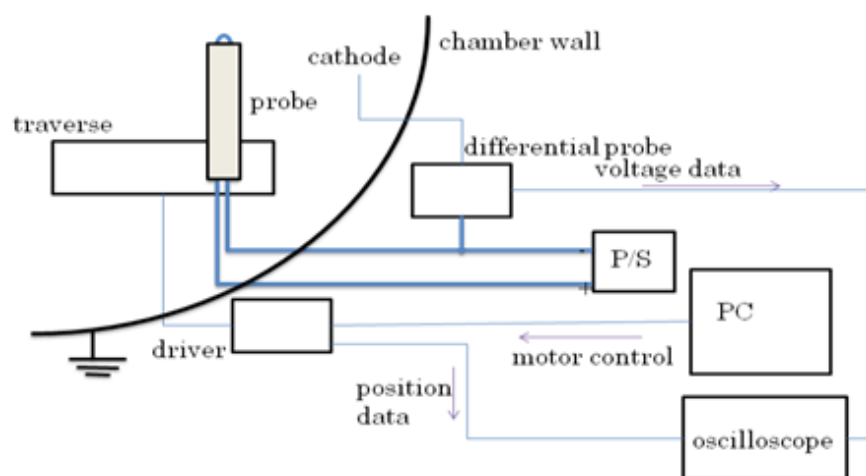 chamber wall
cathode
probe
traverse
differential probe
voltage data
-
P/S
+
PC
driver
motor control
position
data
oscilloscope